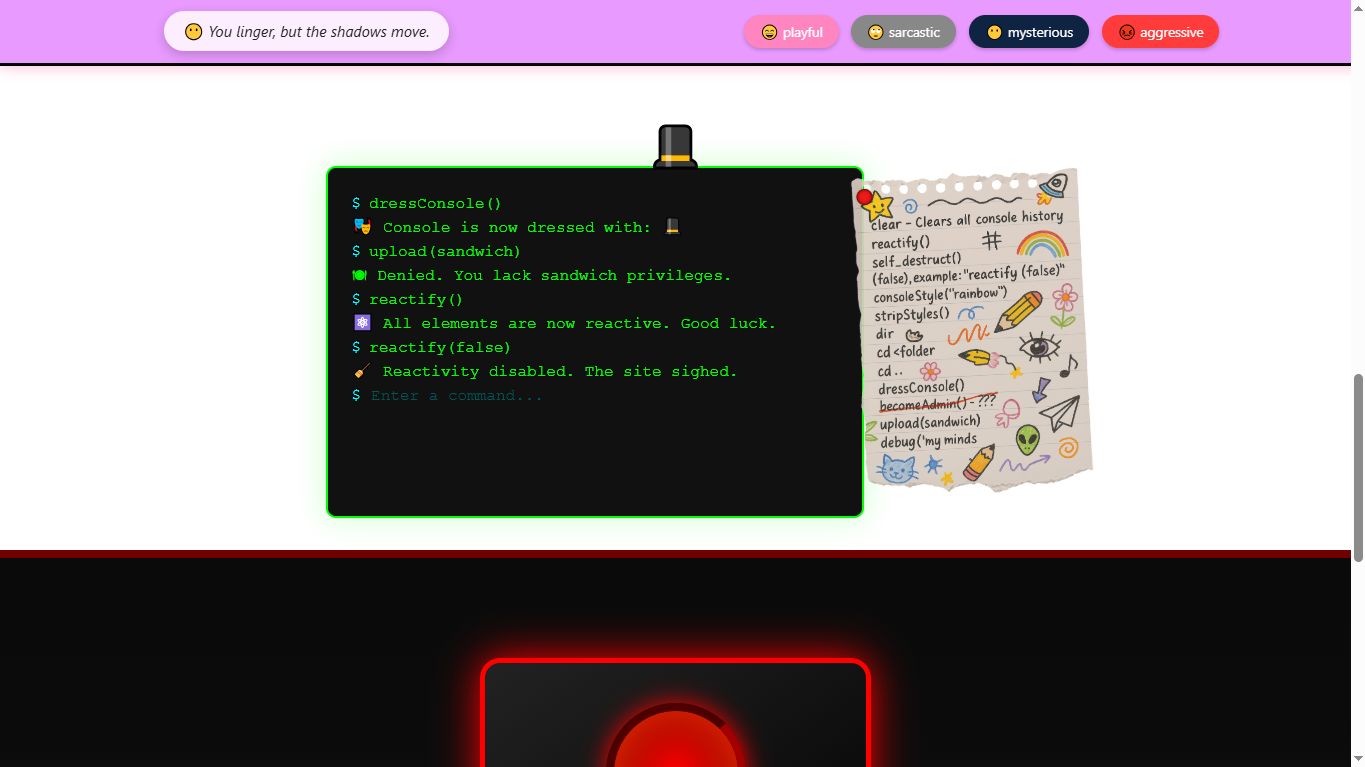 You linger, but the shadows move.
playful
sarcastic
mysterious
aggressive
$ dressConsole()
Console is now dressed with:
$ upload(sandwich)
Denied. You lack sandwich privileges.
$ reactify()
All elements are now reactive. Good luck.
$ reactify(false)
Reactivity disabled. The site sighed.
$ Enter a command...
clear - Clears all console history
reactify()
self_destruct()
(false), example: "reactify (false)"
consoleStyle("rainbow")
stripStyles()
dir
cd <folder
cd ..
dressConsole()
becomeAdmin() - ???
upload(sandwich)
debug('my minds